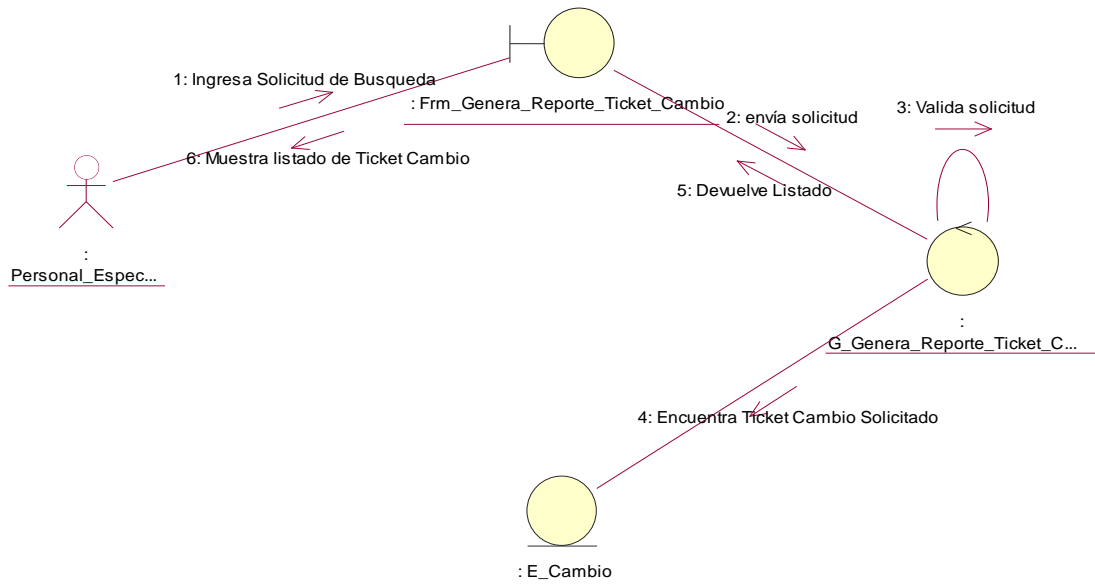 1: Ingresa Solicitud de Busqueda
: Frm_Genera_Reporte_Ticket_Cambio
2: envía solicitud
3: Valida solicitud
6: Muestra listado de Ticket Cambio
5: Devuelve Listado
:
Personal_Espec...
:
G_Genera_Reporte_Ticket_C...
4: Encuentra Ticket Cambio Solicitado
: E_Cambio